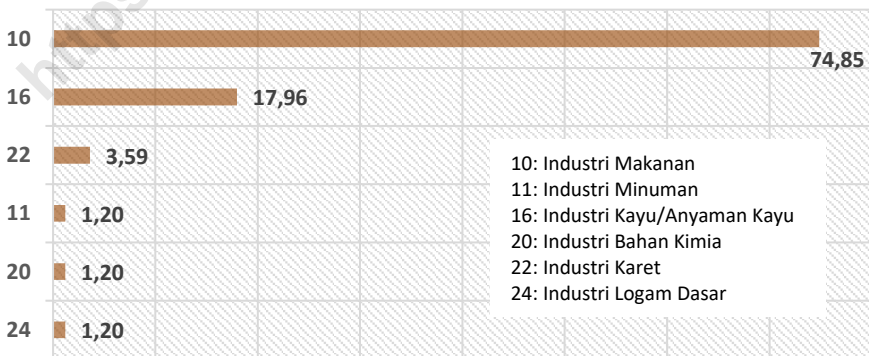 https
10 74,85
16 17,96
22 3,59
11 1,20
20 1,20
24 1,20
10: Industri Makanan
11: Industri Minuman
16: Industri Kayu/Anyaman Kayu
20: Industri Bahan Kimia
22: Industri Karet
24: Industri Logam Dasar